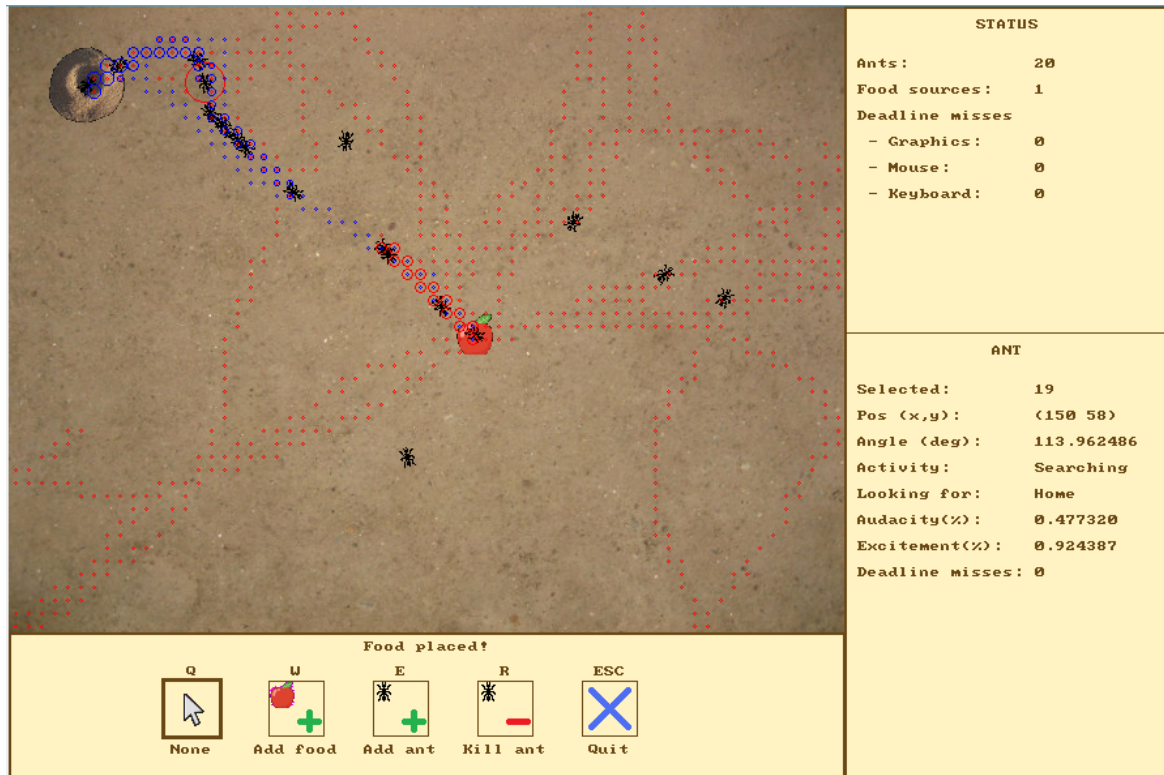 STATUS
Ants: 20
Food sources: 1
Deadline misses
- Graphics: 0
- Mouse: 0
- Keyboard: 0
ANT
Selected: 19
Pos (x,y): (150 58)
Angle (deg): 113.962486
Activity: Searching
Looking for: Home
Audacity(%): 0.477320
Excitement(%): 0.924387
Deadline misses: 0
Food placed!
Q W E R ESC
None Add food Add ant Kill ant Quit